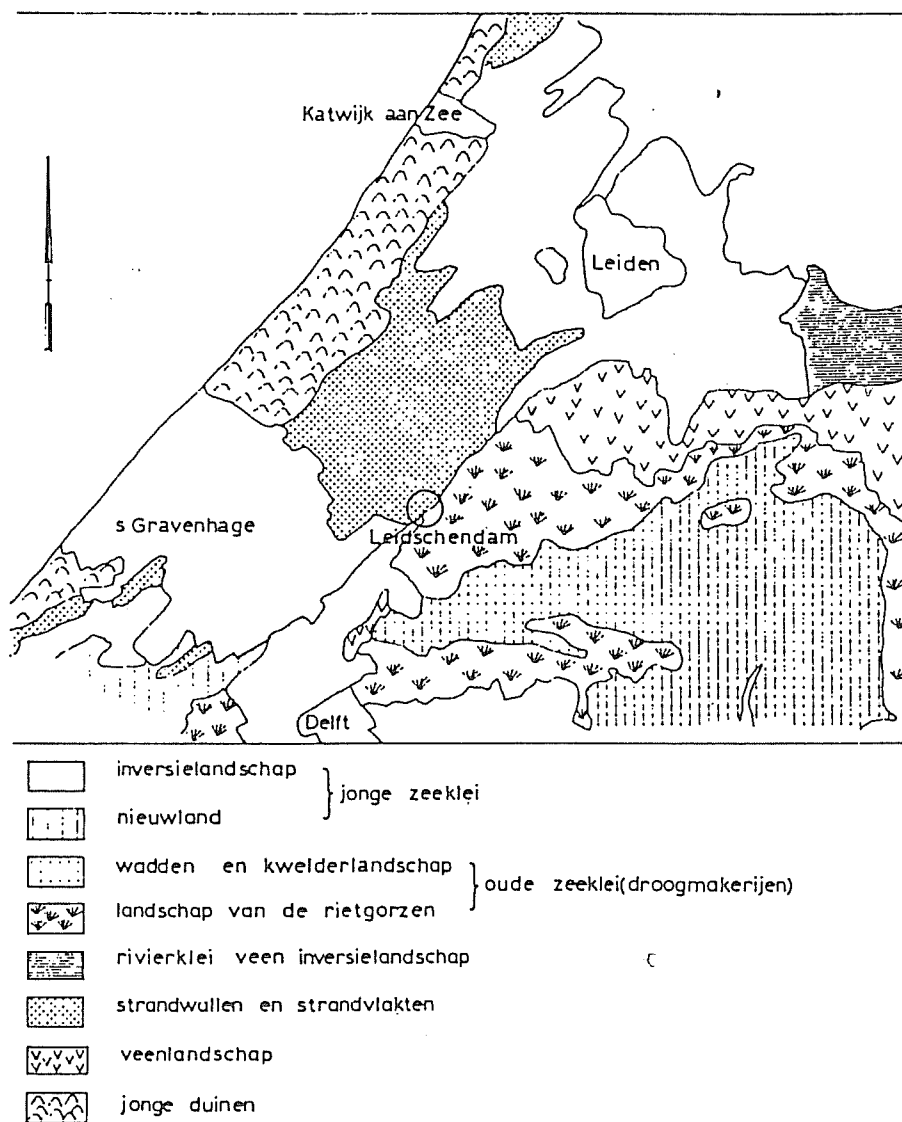 Katwijk aan Zee
Leiden
s Gravenhage
Leidschendam
Delft
inversielandschap
jonge zeeklei
nieuwland
wadden en kwelderlandschap
oude zeeklei(droogmakerijen)
landschap van de rietgorzen
rivierklei veen inversielandschap
strandwallen en strandvlakten
veenlandschap
jonge duinen